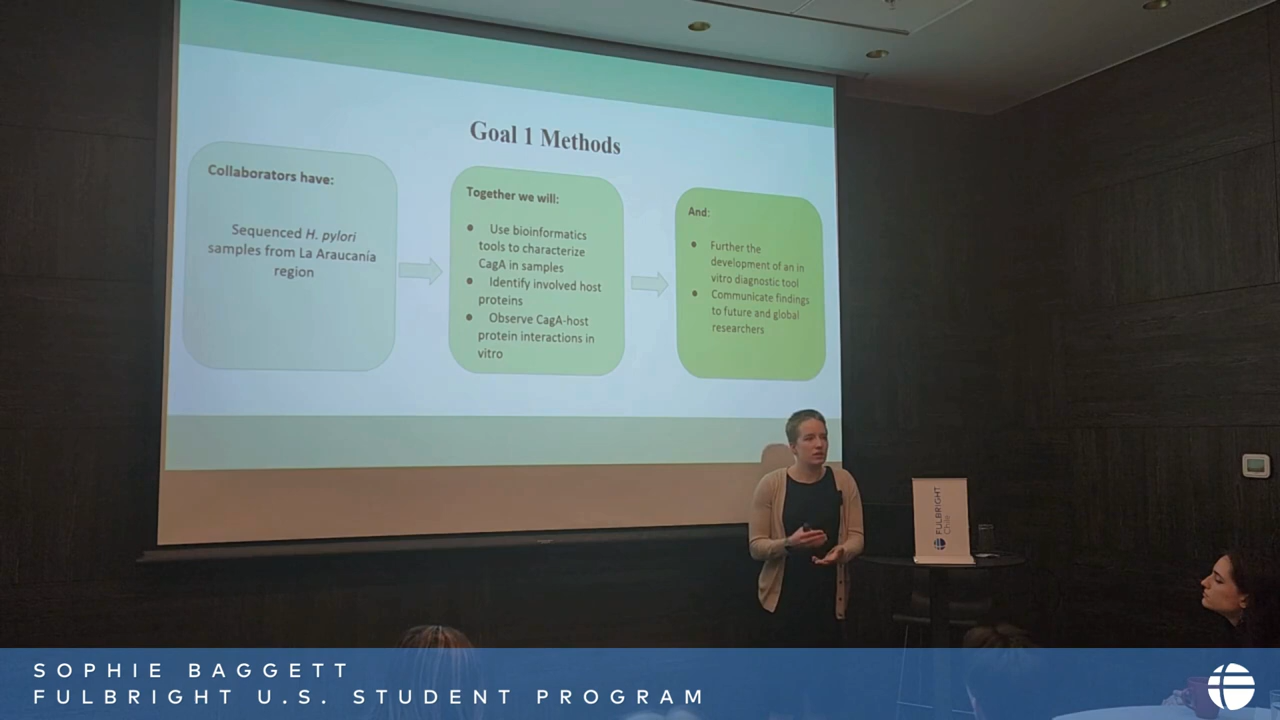 Goal 1 Methods
Collaborators have:
Sequenced H. pylori
samples from La Araucanía
region
Together we will:
● Use bioinformatics
tools to characterize
CagA in samples
● Identify involved host
proteins
● Observe CagA-host
protein interactions in
vitro
And:
● Further the
development of an in
vitro diagnostic tool
● Communicate findings
to future and global
researchers
FULBRIGHT
Chile
SOPHIE BAGGETT
FULBRIGHT U.S. STUDENT PROGRAM